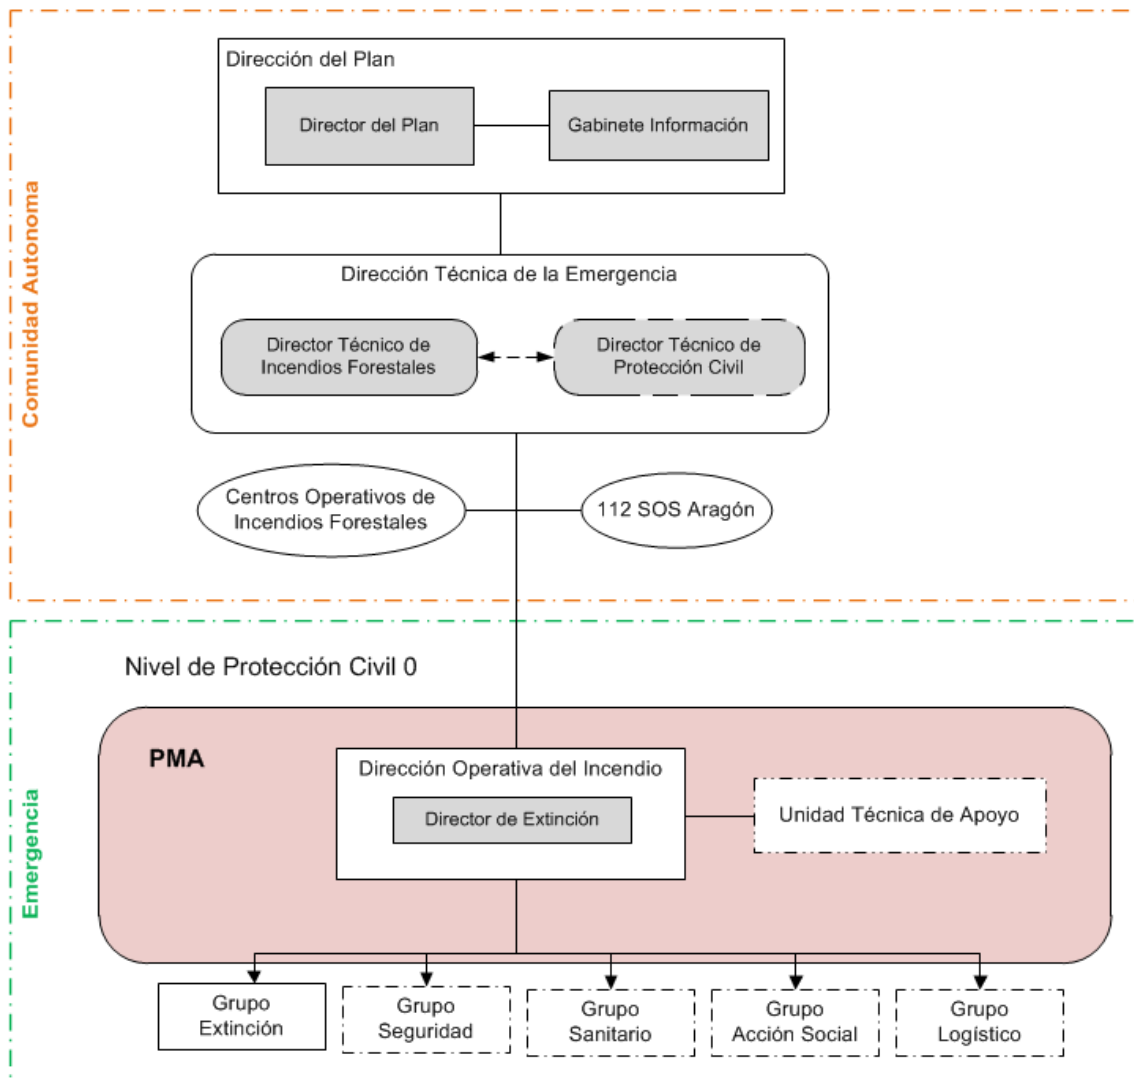 Comunidad Autonoma
Dirección del Plan
Director del Plan
Gabinete Información
Dirección Técnica de la Emergencia
Director Técnico de
Incendios Forestales
Director Técnico de
Protección Civil
Centros Operativos de
Incendios Forestales
112 SOS Aragón
Emergencia
Nivel de Protección Civil 0
PMA
Dirección Operativa del Incendio
Director de Extinción
Unidad Técnica de Apoyo
Grupo
Extinción
Grupo
Seguridad
Grupo
Sanitario
Grupo
Acción Social
Grupo
Logístico